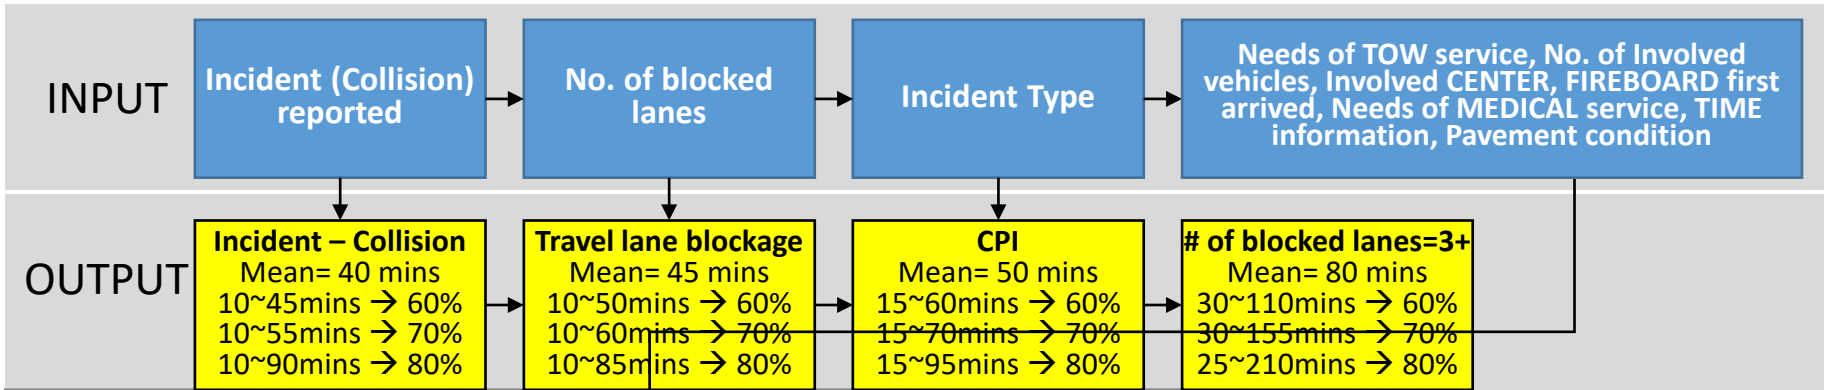 INPUT
Incident (Collision)
reported
No. of blocked
lanes
Incident Type
Needs of TOW service, No. of Involved
vehicles, Involved CENTER, FIREBOARD first
arrived, Needs of MEDICAL service, TIME
information, Pavement condition
OUTPUT
Incident – Collision
Mean= 40 mins
10~45mins → 60%
10~55mins → 70%
10~90mins → 80%
Travel lane blockage
Mean= 45 mins
10~50mins → 60%
10~60mins → 70%
10~85mins → 80%
CPI
Mean= 50 mins
15~60mins → 60%
15~70mins → 70%
15~95mins → 80%
# of blocked lanes=3+
Mean= 80 mins
30~110mins → 60%
30~155mins → 70%
25~210mins → 80%